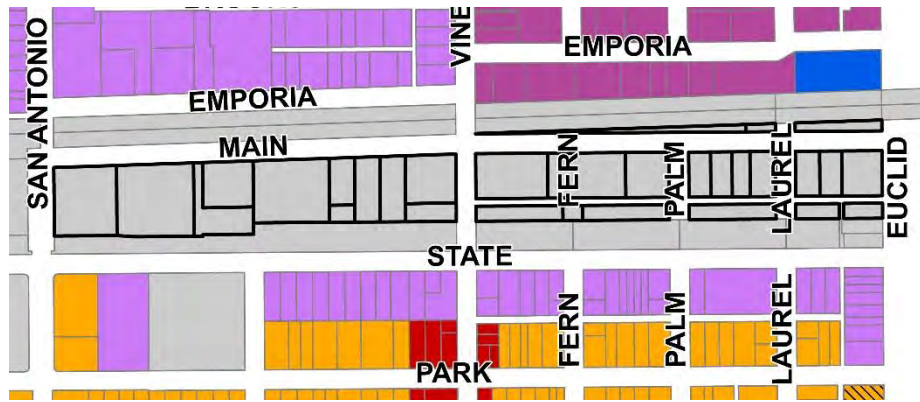 VINE
EMPORIA
SAN ANTONIO
EMPORIA
MAIN
FERN
PALM
LAUREL
EUCLID
STATE
FERN
PALM
LAUREL
PARK